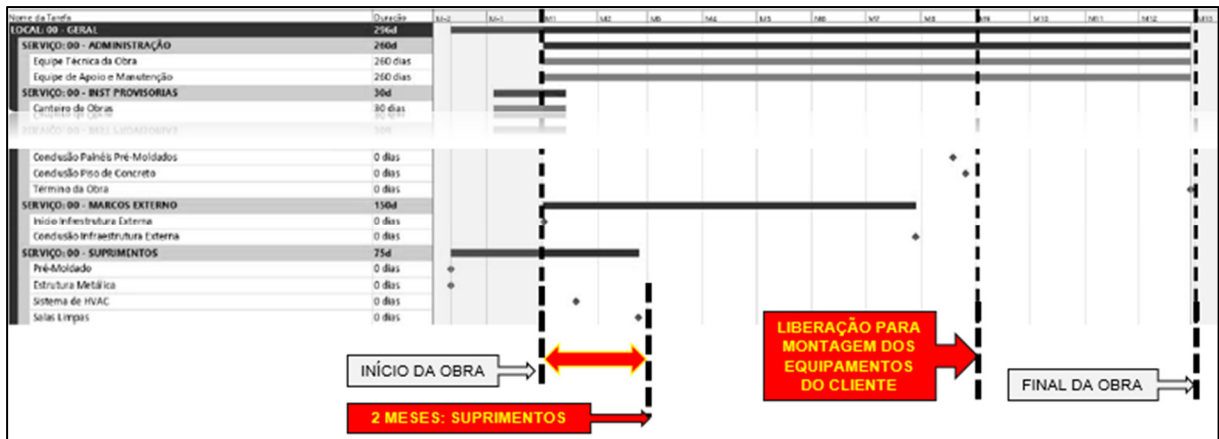 Nome da Tarefa Duração M-2 M-1 M1 M2 M3 M4 M5 M6 M7 M8 M9 M10 M11 M12 M13
LOCAL: 00 - GERAL 296d
SERVIÇO: 00 - ADMINISTRAÇÃO 260d
Equipe Técnica da Obra 260 dias
Equipe de Apoio e Manutenção 260 dias
SERVIÇO: 00 - INST PROVISORIAS 30d
Canteiro de Obras 30 dias
Conclusão Painéis Pré-Moldados 0 dias
Conclusão Piso de Concreto 0 dias
Término da Obra 0 dias
SERVIÇO: 00 - MARCOS EXTERNO 150d
Início Infraestrutura Externa 0 dias
Conclusão Infraestrutura Externa 0 dias
SERVIÇO: 00 - SUPRIMENTOS 75d
Pré-Moldado 0 dias
Estrutura Metálica 0 dias
Sistema de HVAC 0 dias
Salas Limpas 0 dias
INÍCIO DA OBRA
2 MESES: SUPRIMENTOS
LIBERAÇÃO PARA
MONTAGEM DOS
EQUIPAMENTOS
DO CLIENTE
FINAL DA OBRA